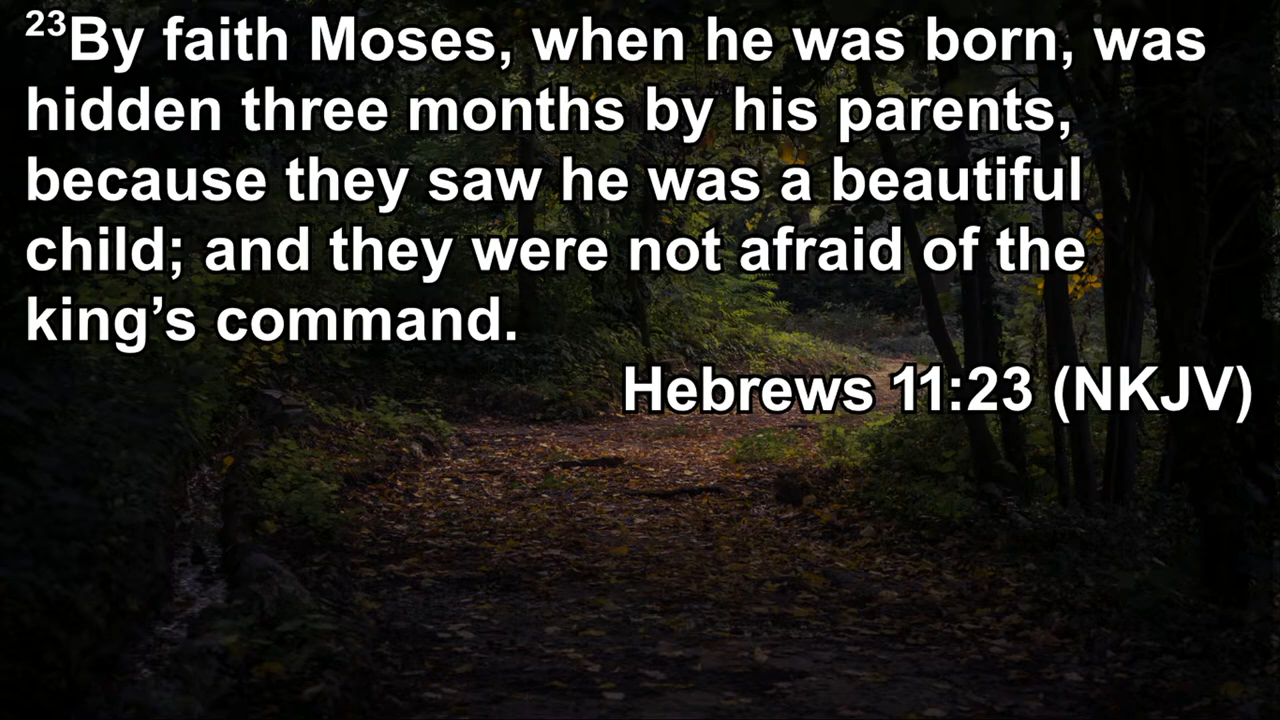 ²³By faith Moses, when he was born, was
hidden three months by his parents,
because they saw he was a beautiful
child; and they were not afraid of the
king’s command.
Hebrews 11:23 (NKJV)